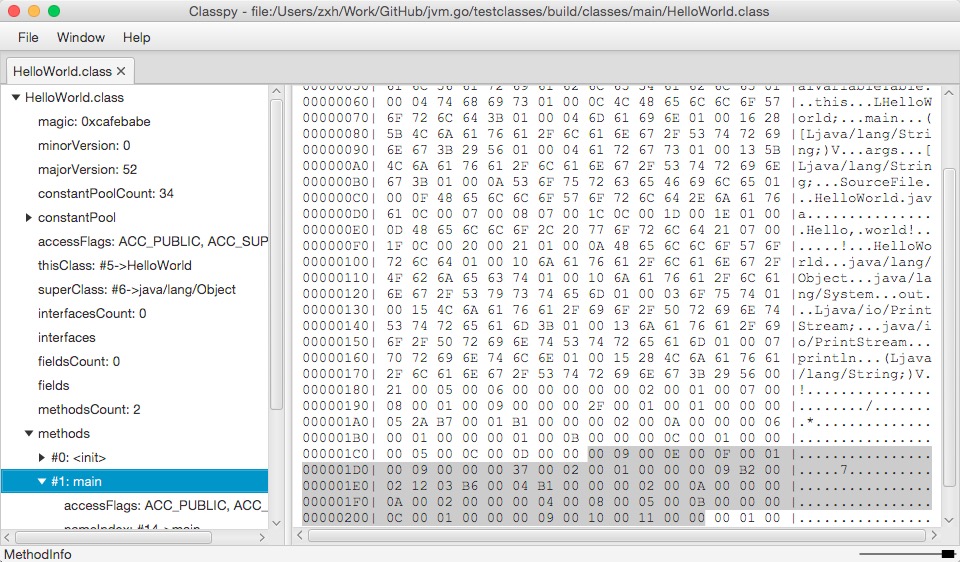 Classpy - file:/Users/zxh/Work/GitHub/jvm.go/testclasses/build/classes/main/HelloWorld.class
File Window Help
HelloWorld.class ×
HelloWorld.class
magic: 0xcafebabe
minorVersion: 0
majorVersion: 52
constantPoolCount: 34
constantPool
accessFlags: ACC_PUBLIC, ACC_SUP
thisClass: #5->HelloWorld
superClass: #6->java/lang/Object
interfacesCount: 0
interfaces
fieldsCount: 0
fields
methodsCount: 2
methods
#0: <init>
#1: main
accessFlags: ACC_PUBLIC, ACC_
nameIndex: #14->main
00000050| 61 6C 56 61 72 69 61 62 6C 65 54 61 62 6C 65 01 |alVariableTable.
00000060| 00 04 74 68 69 73 01 00 0C 4C 48 65 6C 6C 6F 57 |..this...LHelloW
00000070| 6F 72 6C 64 3B 01 00 04 6D 61 69 6E 01 00 16 28 |orld;...main...(
00000080| 5B 4C 6A 61 76 61 2F 6C 61 6E 67 2F 53 74 72 69 |[Ljava/lang/Stri
00000090| 6E 67 3B 29 56 01 00 04 61 72 67 73 01 00 13 5B |ng;)V...args...[
000000A0| 4C 6A 61 76 61 2F 6C 61 6E 67 2F 53 74 72 69 6E |Ljava/lang/Strin
000000B0| 67 3B 01 00 0A 53 6F 75 72 63 65 46 69 6C 65 01 |g;...SourceFile.
000000C0| 00 0F 48 65 6C 6C 6F 57 6F 72 6C 64 2E 6A 61 76 |..HelloWorld.jav
000000D0| 61 0C 00 07 00 08 07 00 1C 0C 00 1D 00 1E 01 00 |a...............
000000E0| 0D 48 65 6C 6C 6F 2C 20 77 6F 72 6C 64 21 07 00 |.Hello,.world!..
000000F0| 1F 0C 00 20 00 21 01 00 0A 48 65 6C 6C 6F 57 6F |.....!...HelloWo
00000100| 72 6C 64 01 00 10 6A 61 76 61 2F 6C 61 6E 67 2F |rld...java/lang/
00000110| 4F 62 6A 65 63 74 01 00 10 6A 61 76 61 2F 6C 61 |Object...java/la
00000120| 6E 67 2F 53 79 73 74 65 6D 01 00 03 6F 75 74 01 |ng/System...out.
00000130| 00 15 4C 6A 61 76 61 2F 69 6F 2F 50 72 69 6E 74 |..Ljava/io/Print
00000140| 53 74 72 65 61 6D 3B 01 00 13 6A 61 76 61 2F 69 |Stream;...java/i
00000150| 6F 2F 50 72 69 6E 74 53 74 72 65 61 6D 01 00 07 |o/PrintStream...
00000160| 70 72 69 6E 74 6C 6E 01 00 15 28 4C 6A 61 76 61 |println...(Ljava
00000170| 2F 6C 61 6E 67 2F 53 74 72 69 6E 67 3B 29 56 00 |/lang/String;)V.
00000180| 21 00 05 00 06 00 00 00 00 00 02 00 01 00 07 00 |!...............
00000190| 08 00 01 00 09 00 00 00 2F 00 01 00 01 00 00 00 |......../.......
000001A0| 05 2A B7 00 01 B1 00 00 00 02 00 0A 00 00 00 06 |.*..............
000001B0| 00 01 00 00 00 01 00 0B 00 00 00 0C 00 01 00 00 |................
000001C0| 00 05 00 0C 00 0D 00 00 00 09 00 0E 00 0F 00 01 |................
000001D0| 00 09 00 00 00 37 00 02 00 01 00 00 00 09 B2 00 |.....7..........
000001E0| 02 12 03 B6 00 04 B1 00 00 00 02 00 0A 00 00 00 |................
000001F0| 0A 00 02 00 00 00 04 00 08 00 05 00 0B 00 00 00 |................
00000200| 0C 00 01 00 00 00 09 00 10 00 11 00 00 00 01 00 |................
MethodInfo